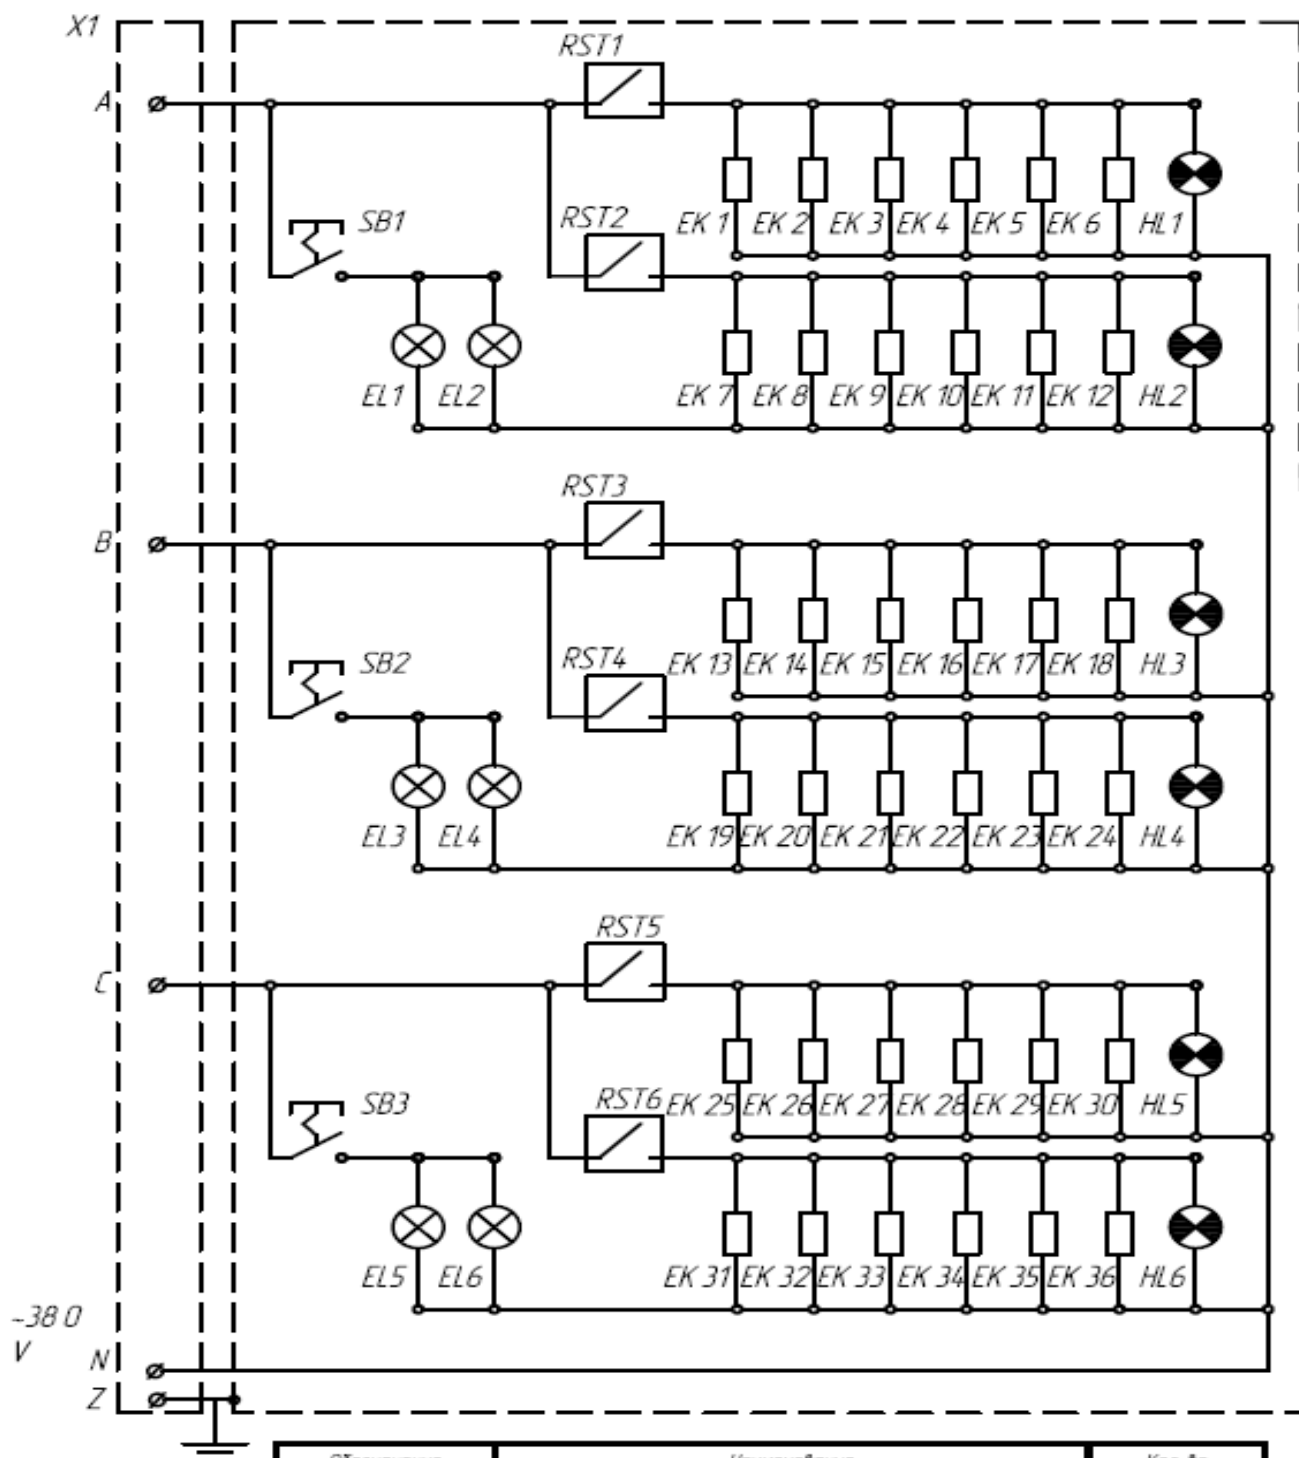 X1
RST1
A
SB1
RST2
EK 1 EK 2 EK 3 EK 4 EK 5 EK 6 HL1
EL1 EL2
EK 7 EK 8 EK 9 EK 10 EK 11 EK 12 HL2
RST3
B
SB2
RST4
EK 13 EK 14 EK 15 EK 16 EK 17 EK 18 HL3
EL3 EL4
EK 19 EK 20 EK 21 EK 22 EK 23 EK 24 HL4
RST5
C
SB3
RST6
EK 25 EK 26 EK 27 EK 28 EK 29 EK 30 HL5
EL5 EL6
EK 31 EK 32 EK 33 EK 34 EK 35 EK 36 HL6
~38 0
V
N
Z